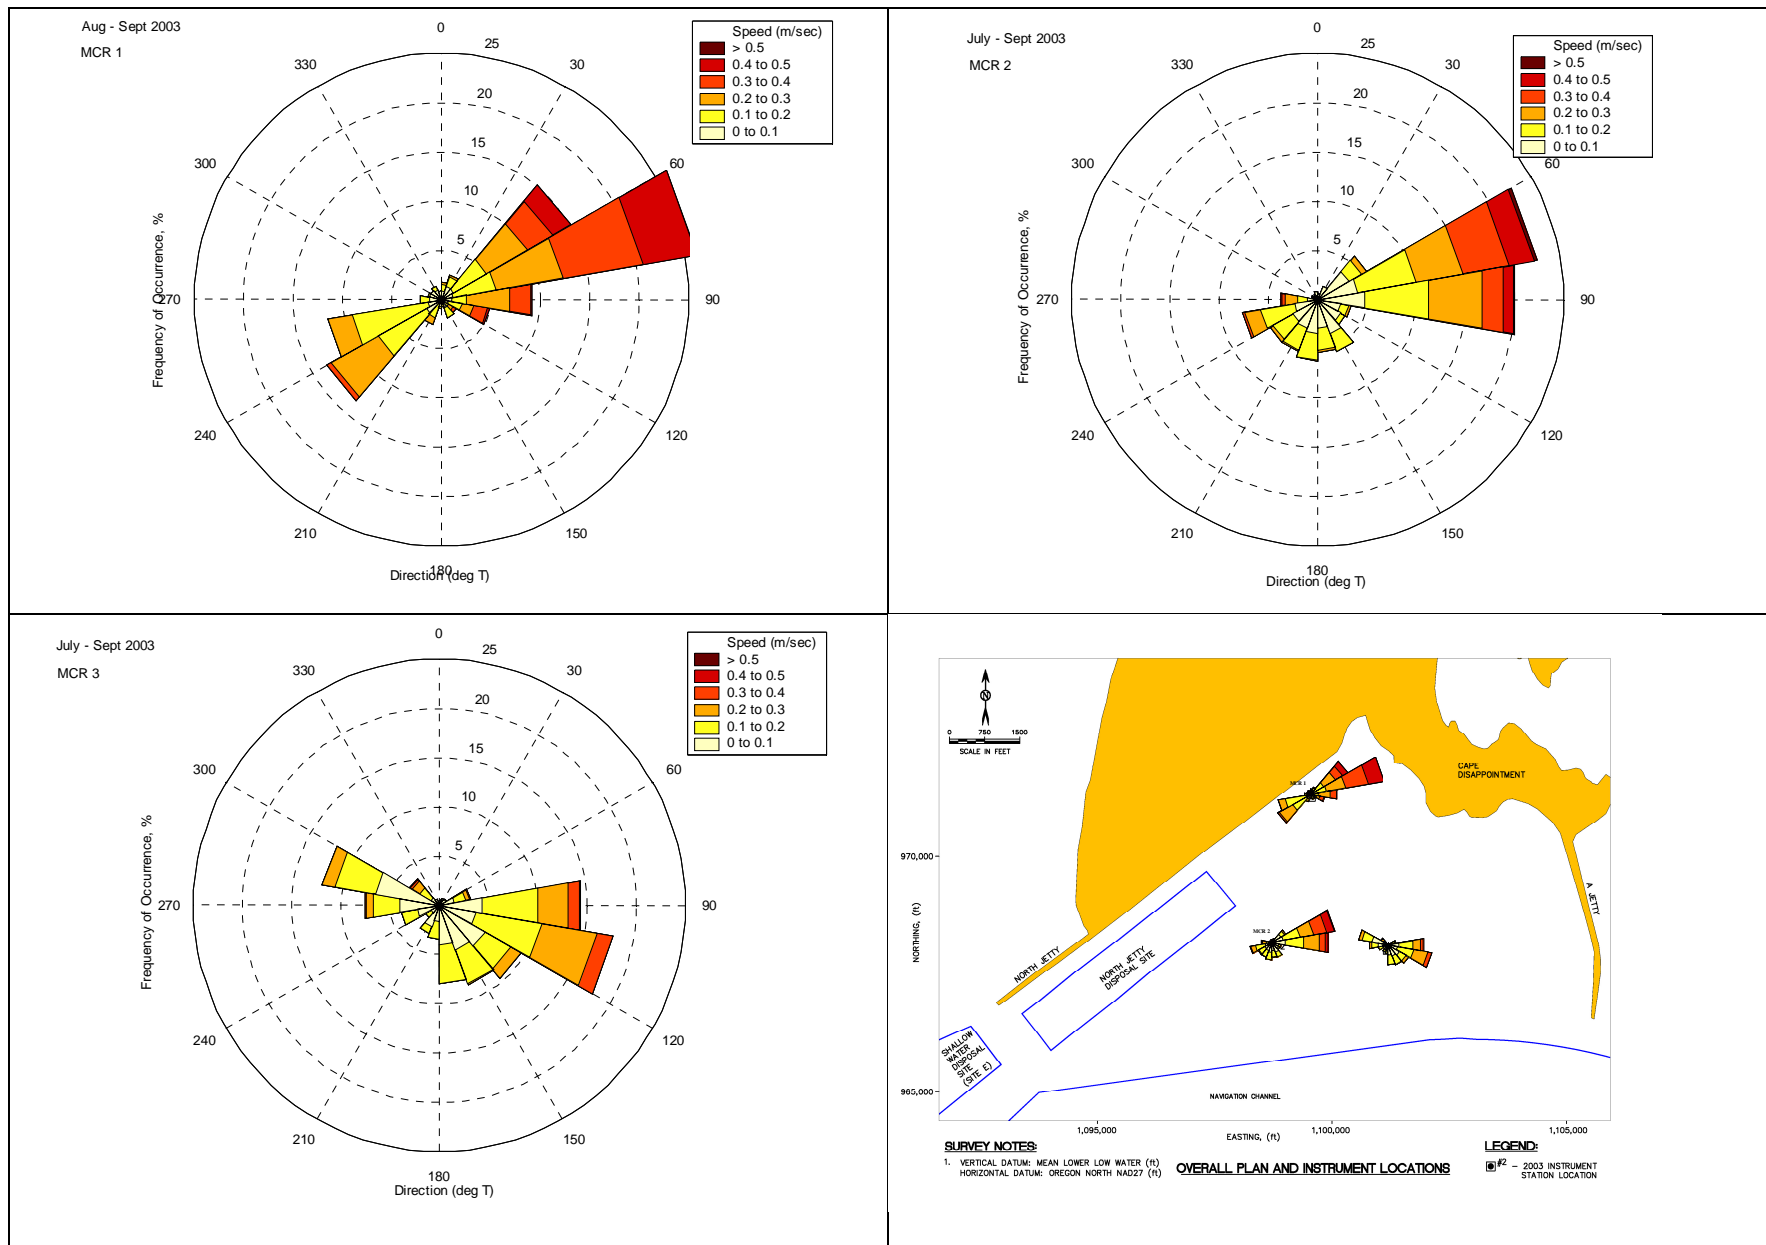 Aug - Sept 2003
MCR 1
0
25
30
20
15
10
5
60
90
120
150
180
210
240
270
300
330
Frequency of Occurrence, %
Direction (deg T)
Speed (m/sec)
> 0.5
0.4 to 0.5
0.3 to 0.4
0.2 to 0.3
0.1 to 0.2
0 to 0.1
July - Sept 2003
MCR 2
0
25
30
20
15
10
5
60
90
120
150
180
210
240
270
300
330
Frequency of Occurrence, %
Direction (deg T)
Speed (m/sec)
> 0.5
0.4 to 0.5
0.3 to 0.4
0.2 to 0.3
0.1 to 0.2
0 to 0.1
July - Sept 2003
MCR 3
0
25
30
20
15
10
5
60
90
120
150
180
210
240
270
300
330
Frequency of Occurrence, %
Direction (deg T)
Speed (m/sec)
> 0.5
0.4 to 0.5
0.3 to 0.4
0.2 to 0.3
0.1 to 0.2
0 to 0.1
N
0 750 1500
SCALE IN FEET
CAPE
DISAPPOINTMENT
MCR 1
970,000
A JETTY
NORTHING, (ft)
MCR 2
NORTH JETTY
NORTH JETTY
DISPOSAL SITE
SHALLOW
WATER
DISPOSAL
SITE
(SITE E)
965,000
NAVIGATION CHANNEL
1,095,000
1,100,000
1,105,000
EASTING, (ft)
SURVEY NOTES:
1. VERTICAL DATUM: MEAN LOWER LOW WATER (ft)
HORIZONTAL DATUM: OREGON NORTH NAD27 (ft)
OVERALL PLAN AND INSTRUMENT LOCATIONS
LEGEND:
#2 – 2003 INSTRUMENT
STATION LOCATION